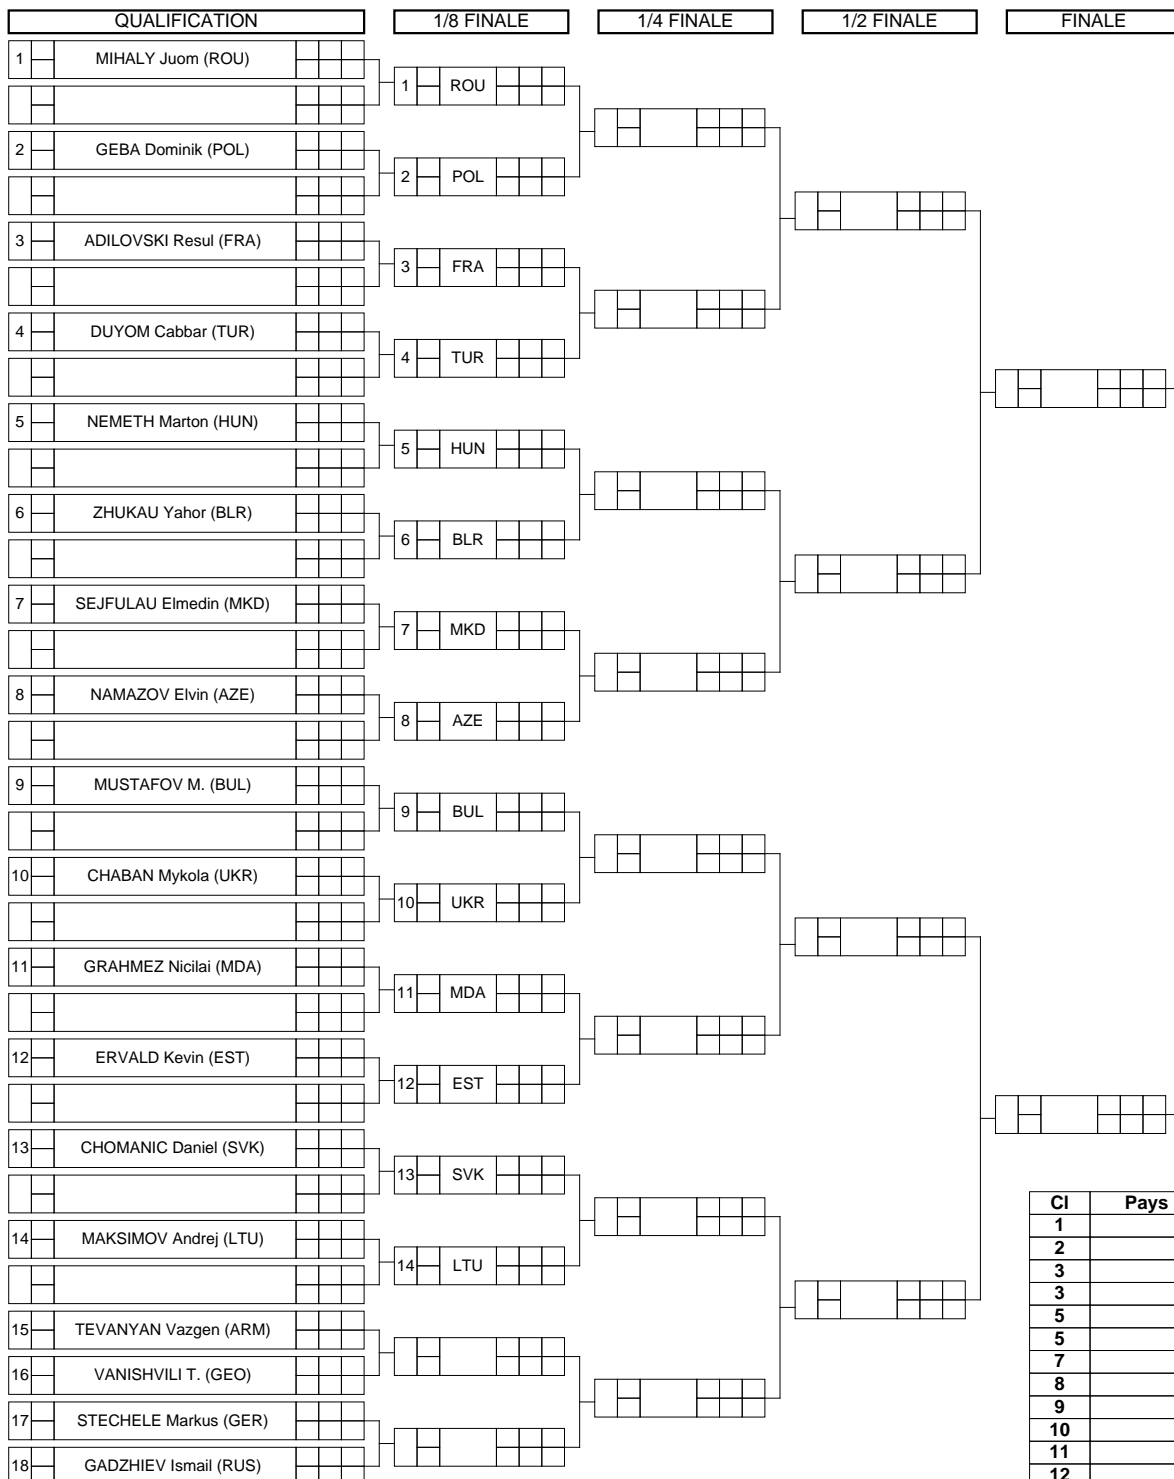 QUALIFICATION 1/8 FINALE 1/4 FINALE 1/2 FINALE FINALE
1 MIHALY Juom (ROU)
1 ROU
2 GEBA Dominik (POL)
2 POL
3 ADILOVSKI Resul (FRA)
3 FRA
4 DUYOM Cabbar (TUR)
4 TUR
5 NEMETH Marton (HUN)
5 HUN
6 ZHUKAU Yahor (BLR)
6 BLR
7 SEJFULAU Elmedin (MKD)
7 MKD
8 NAMAZOV Elvin (AZE)
8 AZE
9 MUSTAFOV M. (BUL)
9 BUL
10 CHABAN Mykola (UKR)
10 UKR
11 GRAHMEZ Nicilai (MDA)
11 MDA
12 ERVALD Kevin (EST)
12 EST
13 CHOMANIC Daniel (SVK)
13 SVK
14 MAKSIMOV Andrej (LTU)
14 LTU
15 TEVANYAN Vazgen (ARM)
16 VANISHVILI T. (GEO)
17 STECHELE Markus (GER)
18 GADZHIEV Ismail (RUS)
Cl Pays
1
2
3
3
5
5
7
8
9
10
11
12